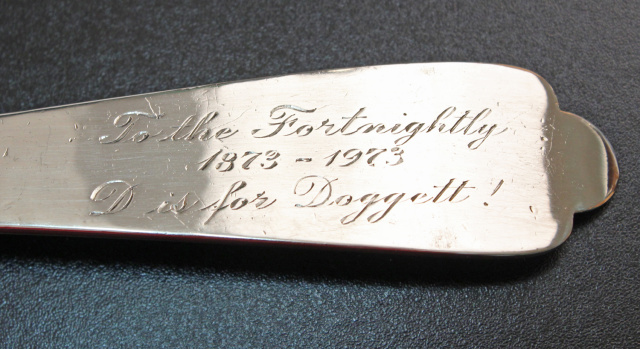 To the Fortnightly
1873 - 1973
D is for Doggett!